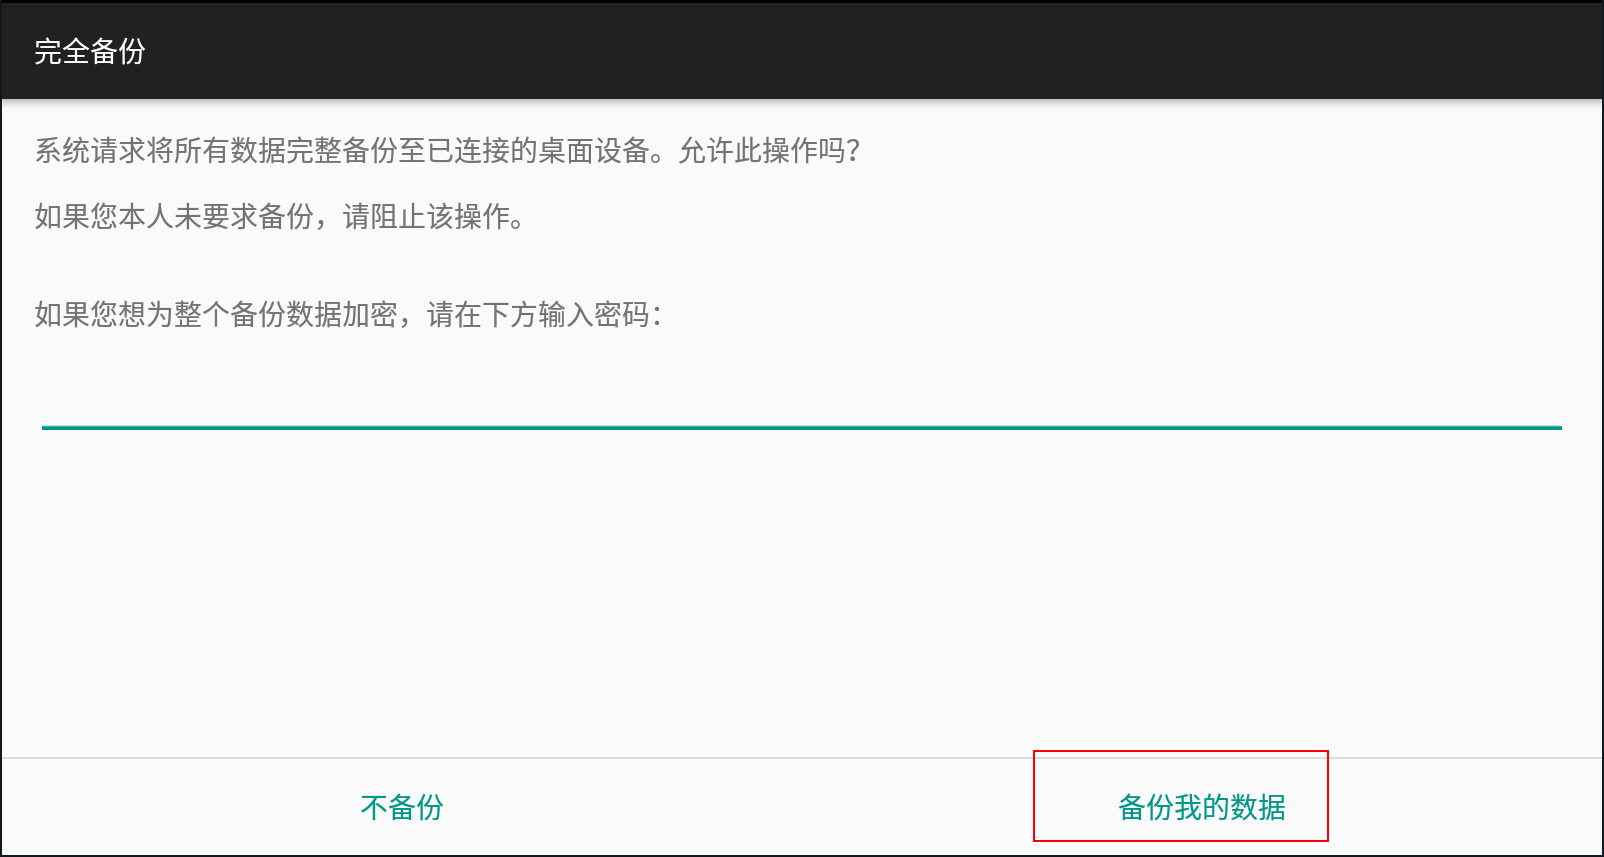 完全备份
系统请求将所有数据完整备份至已连接的桌面设备。允许此操作吗?
如果您本人未要求备份，请阻止该操作。
如果您想为整个备份数据加密，请在下方输入密码：
不备份
备份我的数据